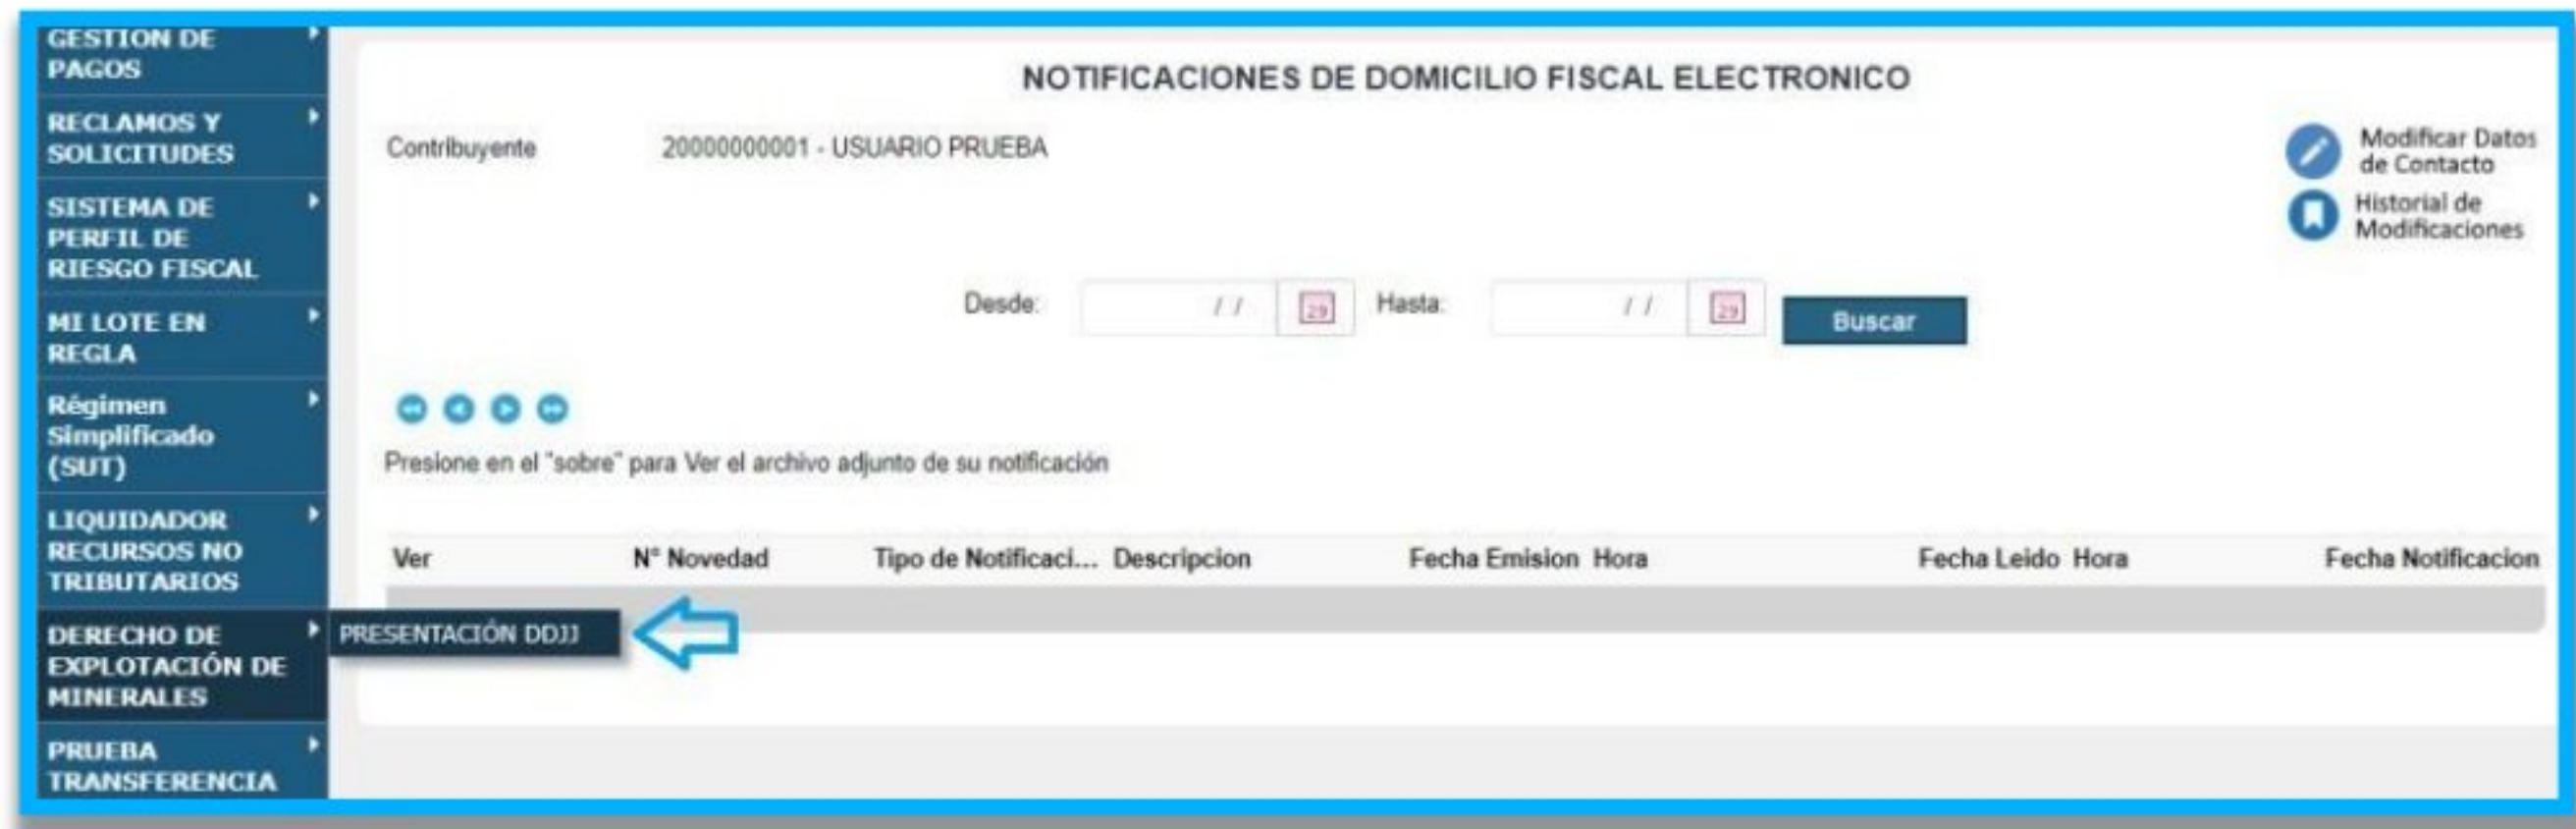 GESTION DE
PAGOS
RECLAMOS Y
SOLICITUDES
SISTEMA DE
PERFIL DE
RIESGO FISCAL
MI LOTE EN
REGLA
Régimen
Simplificado
(SUT)
LIQUIDADOR
RECURSOS NO
TRIBUTARIOS
DERECHO DE
EXPLOTACIÓN DE
MINERALES
PRUEBA
TRANSFERENCIA
PRESENTACIÓN DDJJ
NOTIFICACIONES DE DOMICILIO FISCAL ELECTRONICO
Contribuyente 20000000001 - USUARIO PRUEBA
Modificar Datos
de Contacto
Historial de
Modificaciones
Desde: / / 29 Hasta: / / 29 Buscar
Presione en el "sobre" para Ver el archivo adjunto de su notificación
Ver N° Novedad Tipo de Notificaci... Descripcion Fecha Emision Hora Fecha Leido Hora Fecha Notificacion